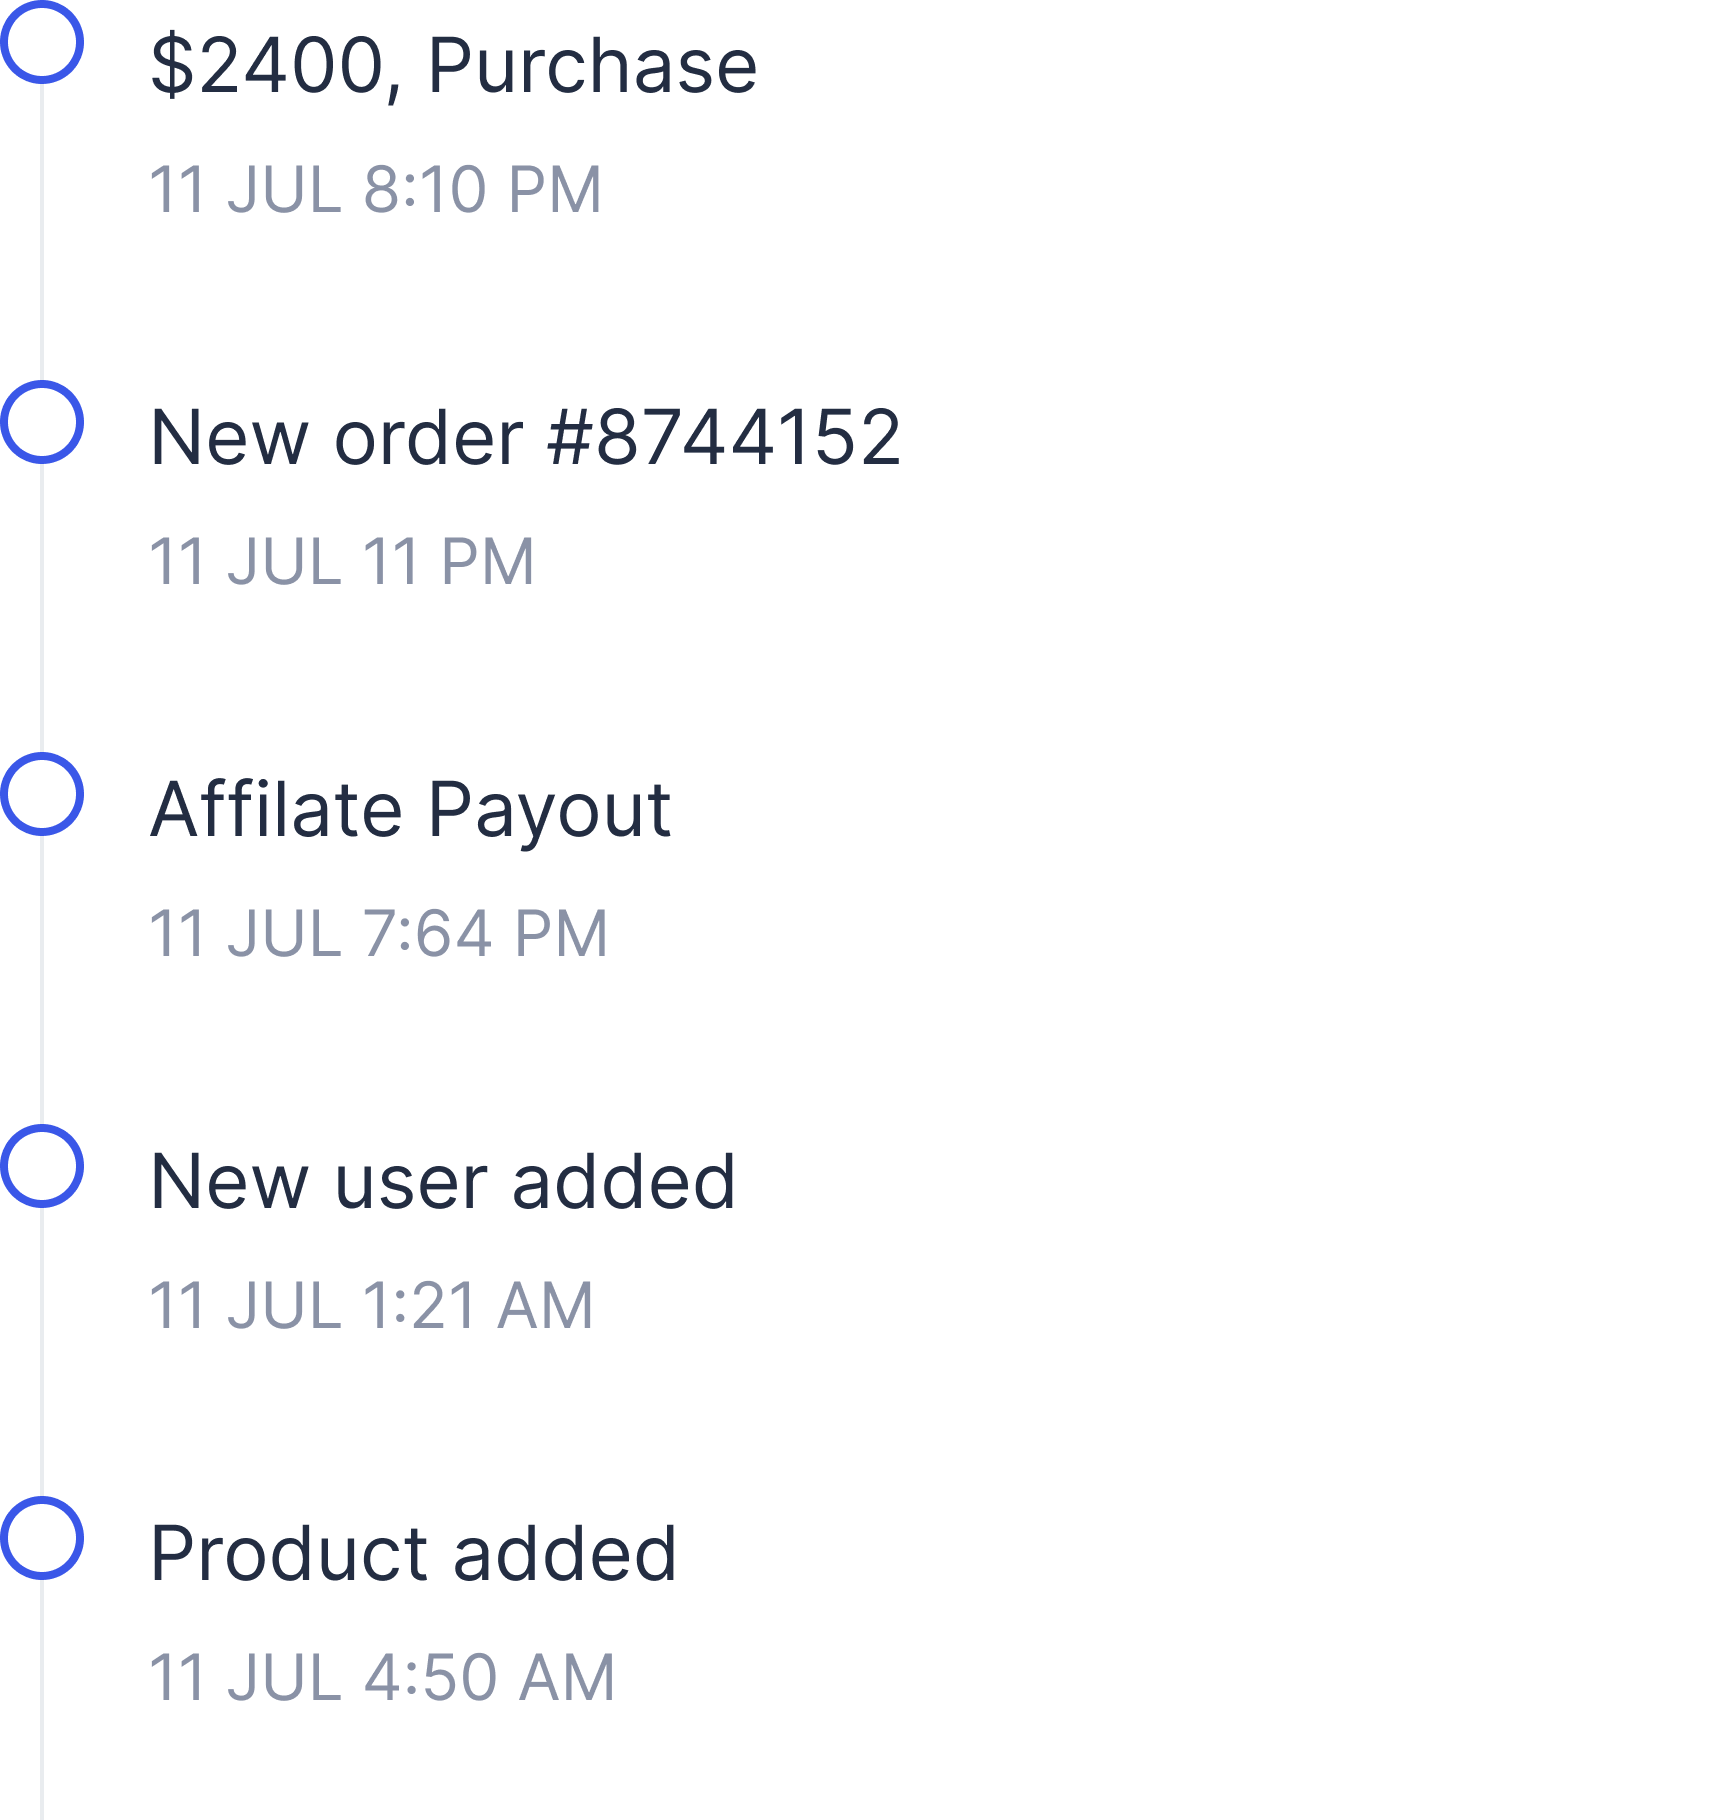 $2400, Purchase
11 JUL 8:10 PM
New order #8744152
11 JUL 11 PM
Affilate Payout
11 JUL 7:64 PM
New user added
11 JUL 1:21 AM
Product added
11 JUL 4:50 AM